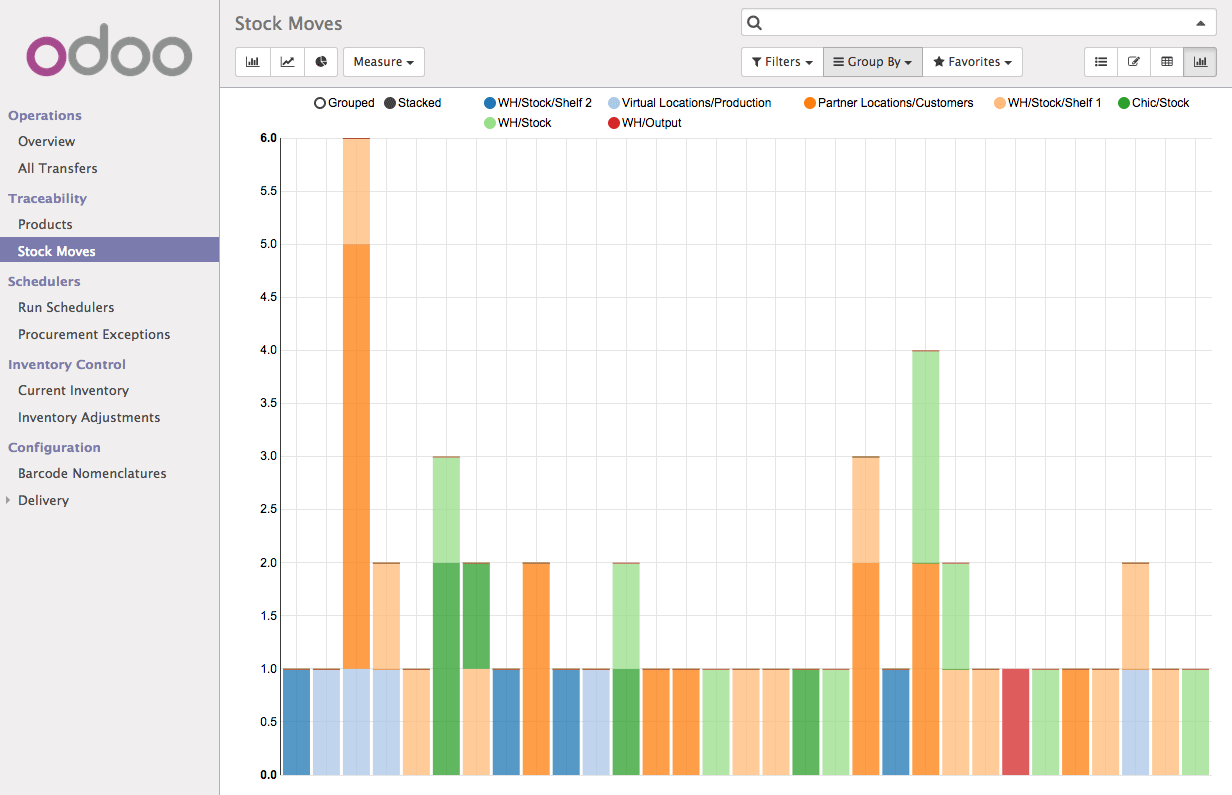 odoo
Operations
Overview
All Transfers
Traceability
Products
Stock Moves
Schedulers
Run Schedulers
Procurement Exceptions
Inventory Control
Current Inventory
Inventory Adjustments
Configuration
Barcode Nomenclatures
Delivery
Stock Moves
Measure
Filters Group By Favorites
Grouped Stacked WH/Stock/Shelf 2 Virtual Locations/Production Partner Locations/Customers WH/Stock/Shelf 1 Chic/Stock
WH/Stock WH/Output
6.0
5.5
5.0
4.5
4.0
3.5
3.0
2.5
2.0
1.5
1.0
0.5
0.0